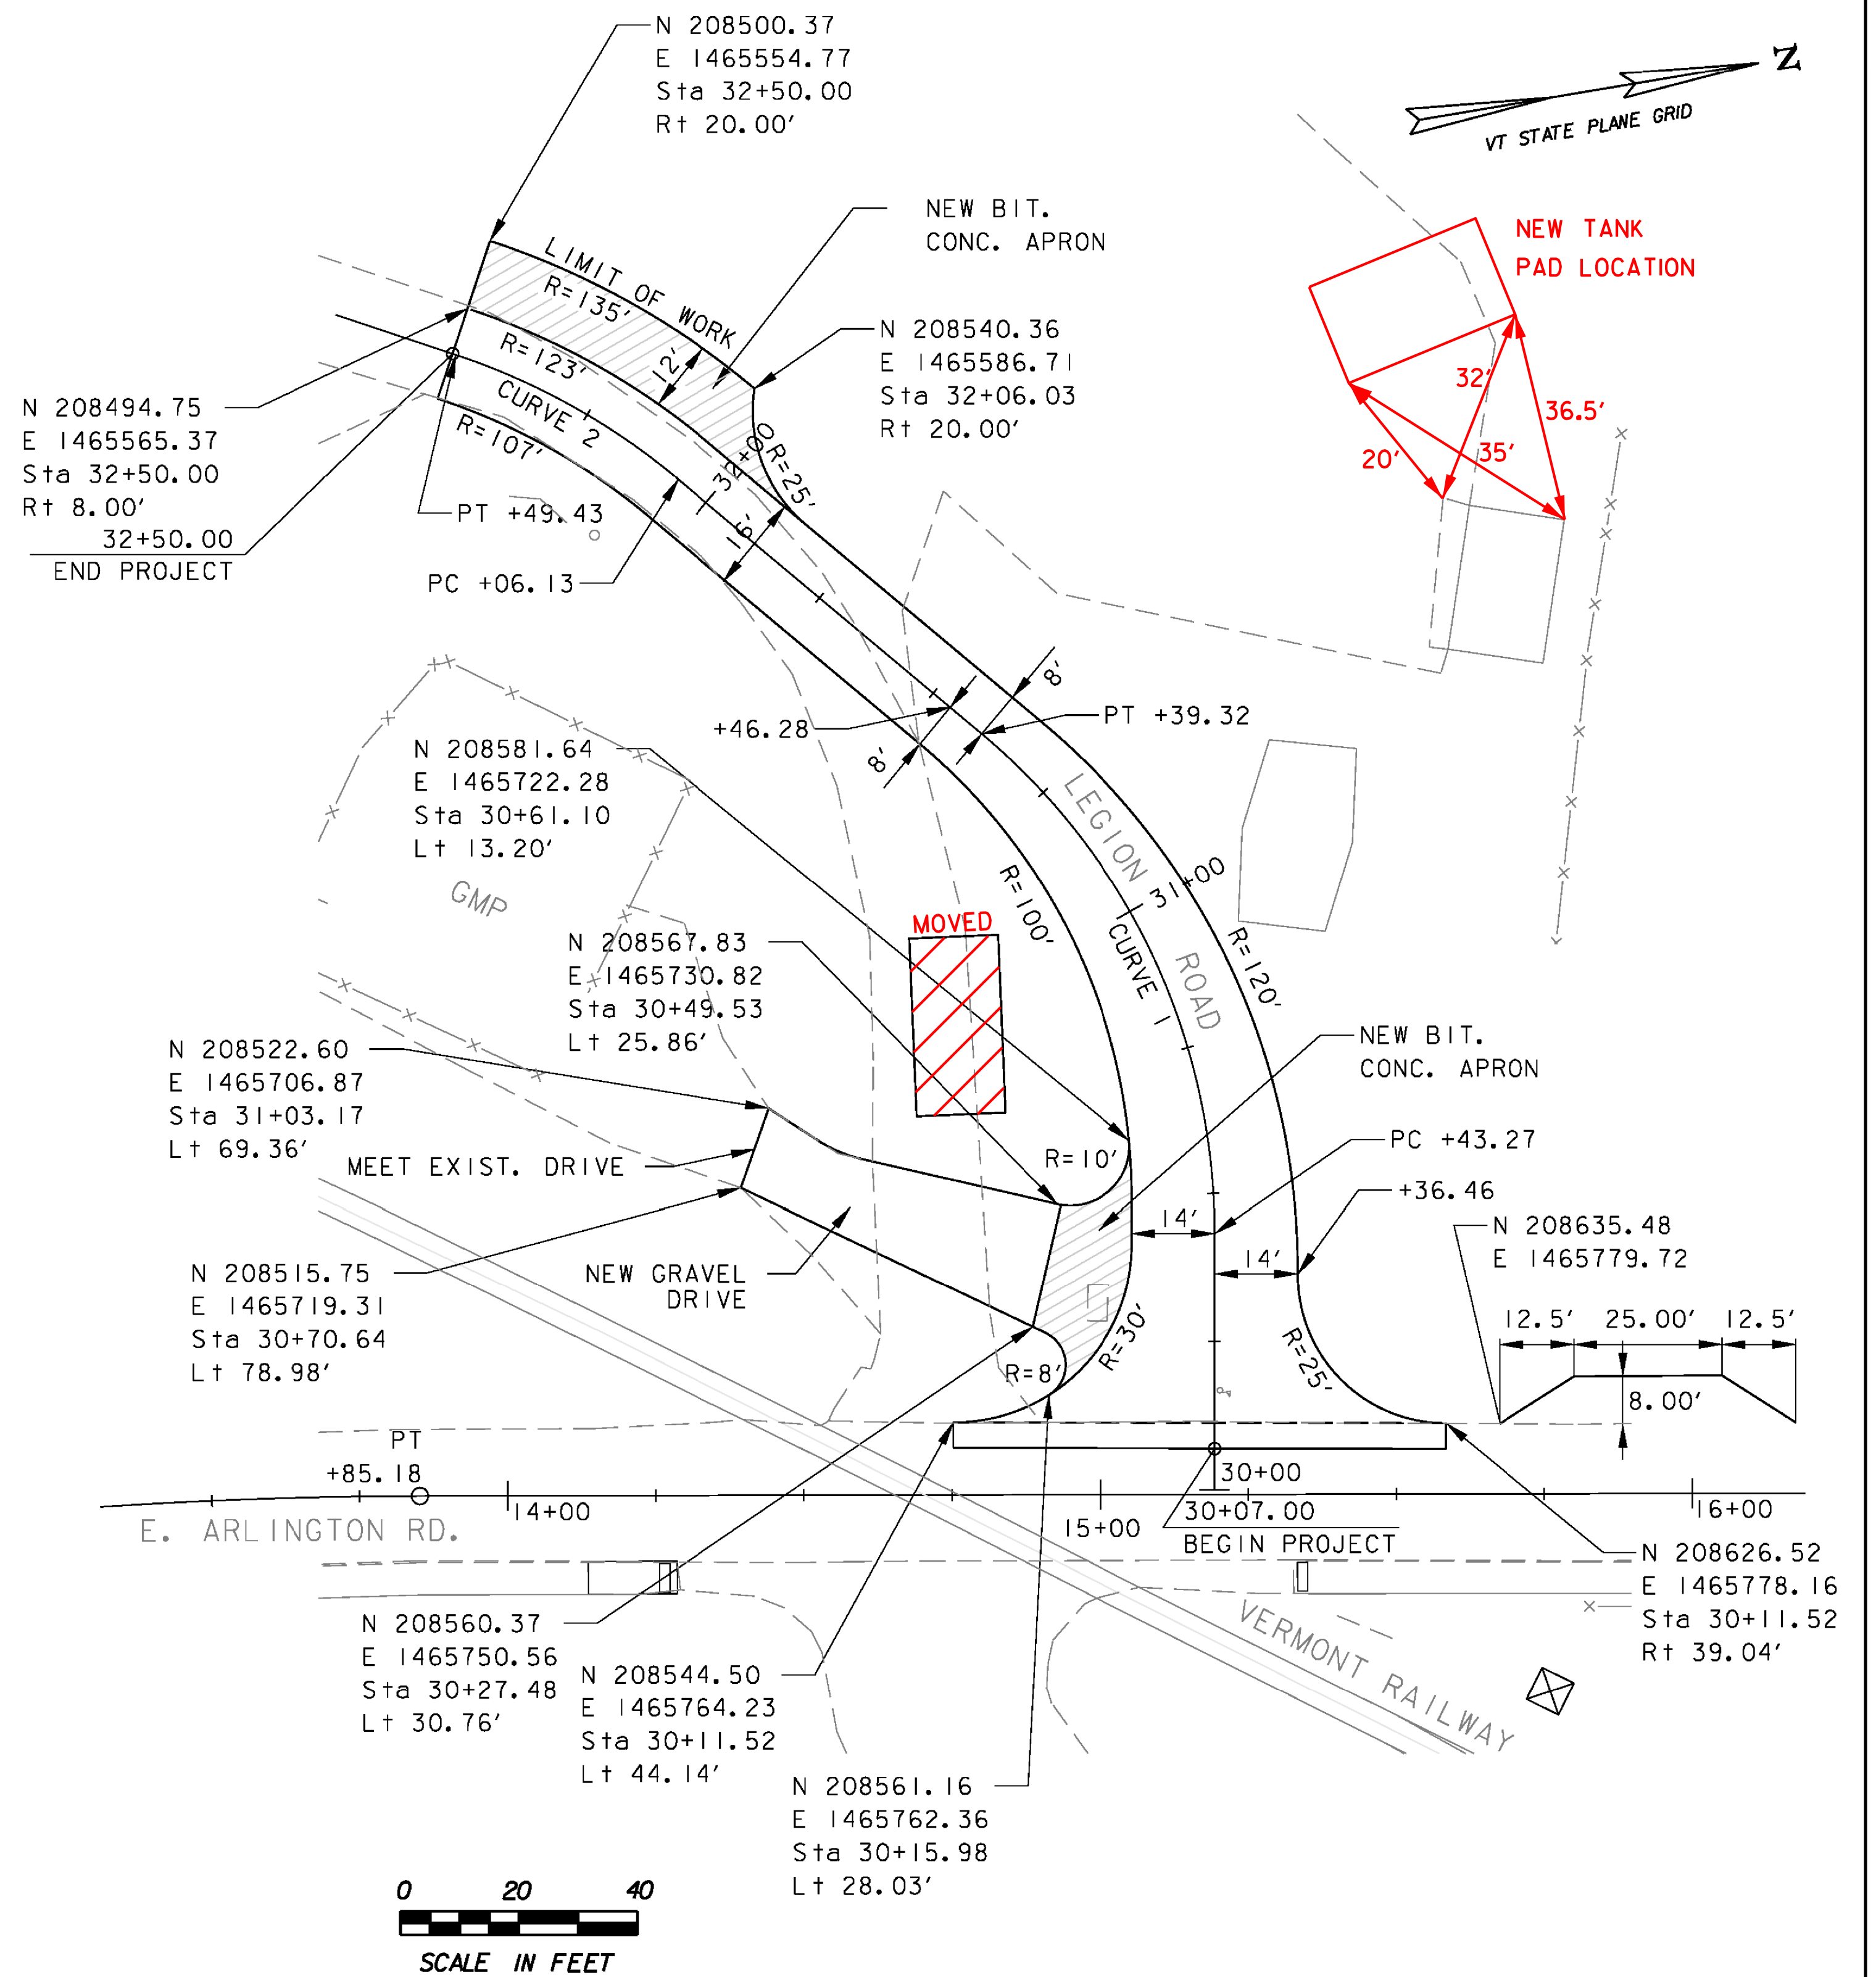 N 208500.37
E 1465554.77
Sta 32+50.00
Rt 20.00'
Z
VT STATE PLANE GRID
NEW BIT.
CONC. APRON
NEW TANK
PAD LOCATION
LIMIT OF WORK
R=135'
12'
R=123'
CURVE 2
R=107'
N 208540.36
E 1465586.71
Sta 32+06.03
Rt 20.00'
32'
36.5'
20'
35'
N 208494.75
E 1465565.37
Sta 32+50.00
Rt 8.00'
32+50.00
END PROJECT
32+00
R=25'
PT +49.43
16'
PC +06.13
8'
+46.28
PT +39.32
8'
N 208581.64
E 1465722.28
Sta 30+61.10
Lt 13.20'
GMP
LEGION ROAD
31+00
R=100'
CURVE 1
R=120'
MOVED
N 208567.83
E 1465730.82
Sta 30+49.53
Lt 25.86'
N 208522.60
E 1465706.87
Sta 31+03.17
Lt 69.36'
NEW BIT.
CONC. APRON
MEET EXIST. DRIVE
R=10'
PC +43.27
+36.46
14'
14'
N 208635.48
E 1465779.72
N 208515.75
E 1465719.31
Sta 30+70.64
Lt 78.98'
NEW GRAVEL
DRIVE
R=30'
R=8'
R=25'
12.5'
25.00'
12.5'
8.00'
PT
+85.18
14+00
E. ARLINGTON RD.
15+00
30+00
30+07.00
BEGIN PROJECT
16+00
N 208626.52
E 1465778.16
Sta 30+11.52
Rt 39.04'
VERMONT RAILWAY
N 208560.37
E 1465750.56
Sta 30+27.48
Lt 30.76'
N 208544.50
E 1465764.23
Sta 30+11.52
Lt 44.14'
N 208561.16
E 1465762.36
Sta 30+15.98
Lt 28.03'
0 20 40
SCALE IN FEET